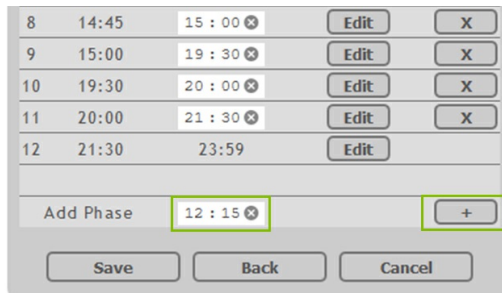 8 14:45 15 : 00 Edit X
9 15:00 19 : 30 Edit X
10 19:30 20 : 00 Edit X
11 20:00 21 : 30 Edit X
12 21:30 23:59 Edit
Add Phase 12 : 15 +
Save Back Cancel